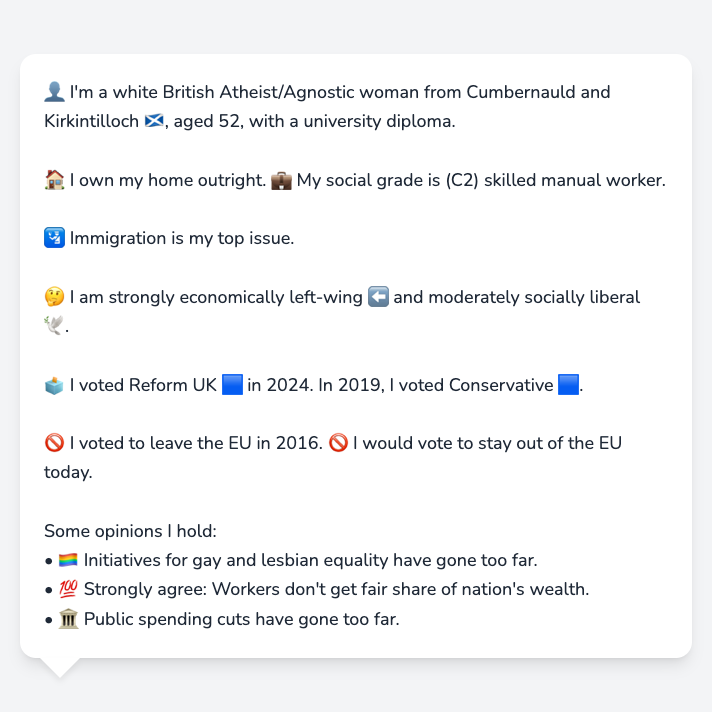 👤 I'm a white British Atheist/Agnostic woman from Cumbernauld and
Kirkintilloch 🏴󠁧󠁢󠁳󠁣󠁴󠁿, aged 52, with a university diploma.
🏠 I own my home outright. 💼 My social grade is (C2) skilled manual worker.
🛂 Immigration is my top issue.
🤔 I am strongly economically left-wing ⬅️ and moderately socially liberal
🕊️.
🗳️ I voted Reform UK 🟦 in 2024. In 2019, I voted Conservative 🟦.
🚫 I voted to leave the EU in 2016. 🚫 I would vote to stay out of the EU
today.
Some opinions I hold:
• 🏳️‍🌈 Initiatives for gay and lesbian equality have gone too far.
• 💯 Strongly agree: Workers don't get fair share of nation's wealth.
• 🏛️ Public spending cuts have gone too far.